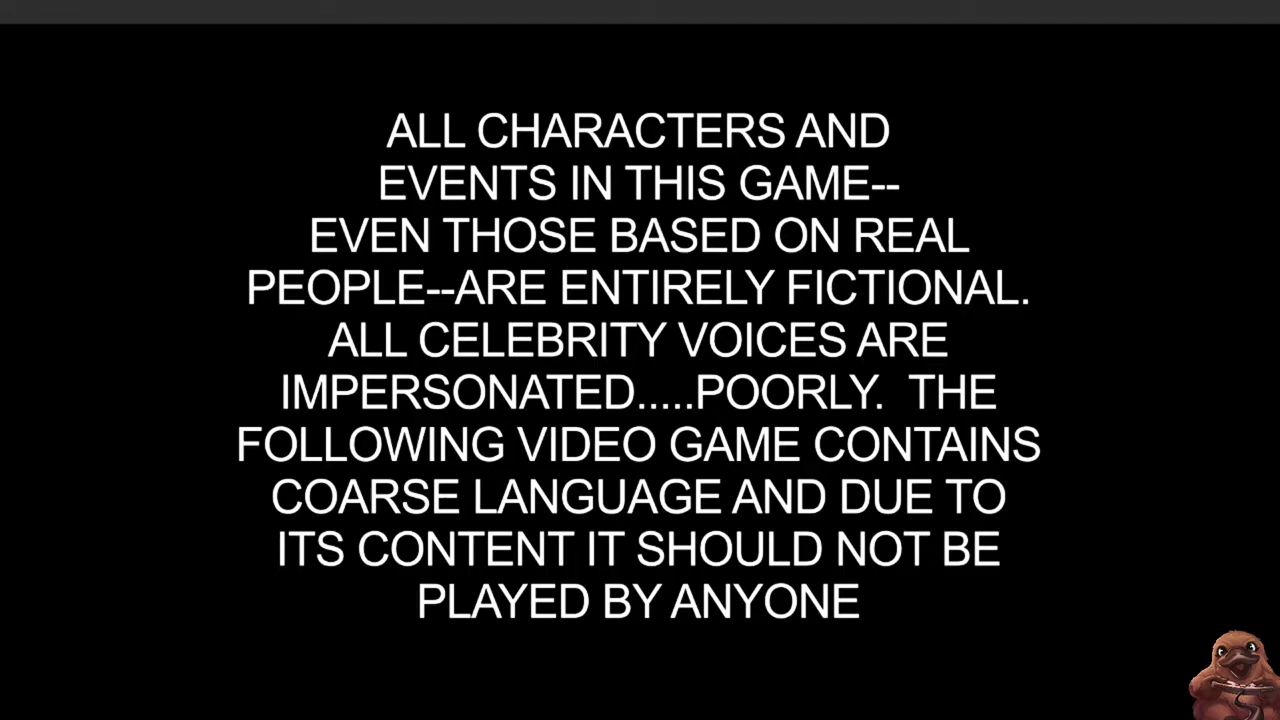 ALL CHARACTERS AND
EVENTS IN THIS GAME--
EVEN THOSE BASED ON REAL
PEOPLE--ARE ENTIRELY FICTIONAL.
ALL CELEBRITY VOICES ARE
IMPERSONATED.....POORLY.  THE
FOLLOWING VIDEO GAME CONTAINS
COARSE LANGUAGE AND DUE TO
ITS CONTENT IT SHOULD NOT BE
PLAYED BY ANYONE